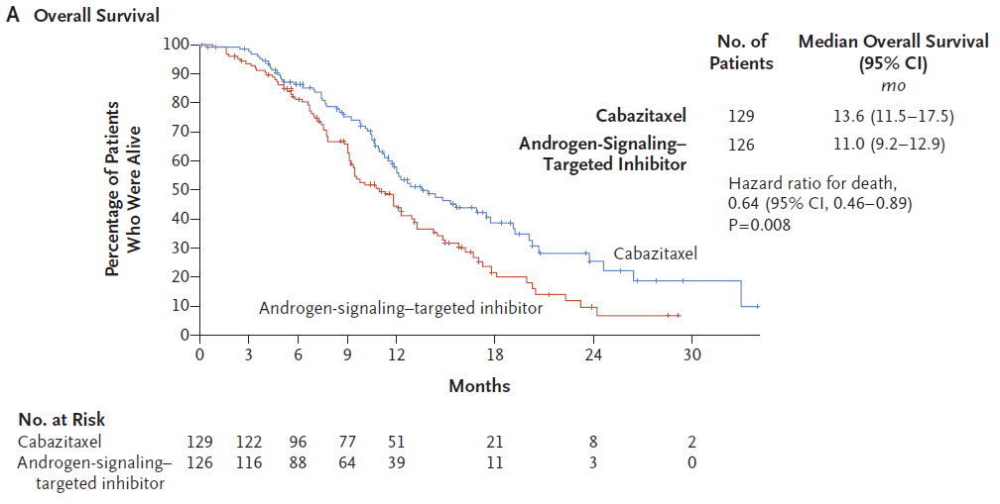 A Overall Survival
Percentage of Patients
Who Were Alive
100
90
80
70
60
50
40
30
20
10
0
0 3 6 9 12 18 24 30
Months
Cabazitaxel
Androgen-signaling–targeted inhibitor
No. of
Patients
Median Overall Survival
(95% CI)
mo
Cabazitaxel 129 13.6 (11.5–17.5)
Androgen-Signaling– 126 11.0 (9.2–12.9)
Targeted Inhibitor
Hazard ratio for death,
0.64 (95% CI, 0.46–0.89)
P=0.008
No. at Risk
Cabazitaxel 129 122 96 77 51 21 8 2
Androgen-signaling– 126 116 88 64 39 11 3 0
targeted inhibitor